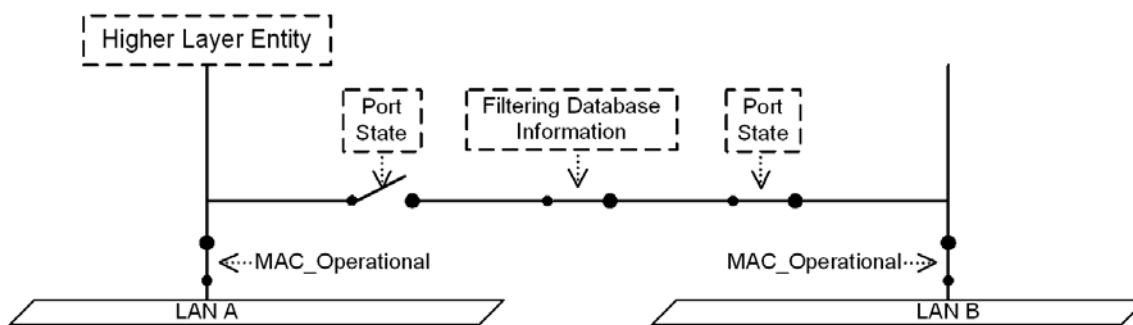 Higher Layer Entity
Port
State
Filtering Database
Information
Port
State
MAC_Operational
MAC_Operational
LAN A
LAN B